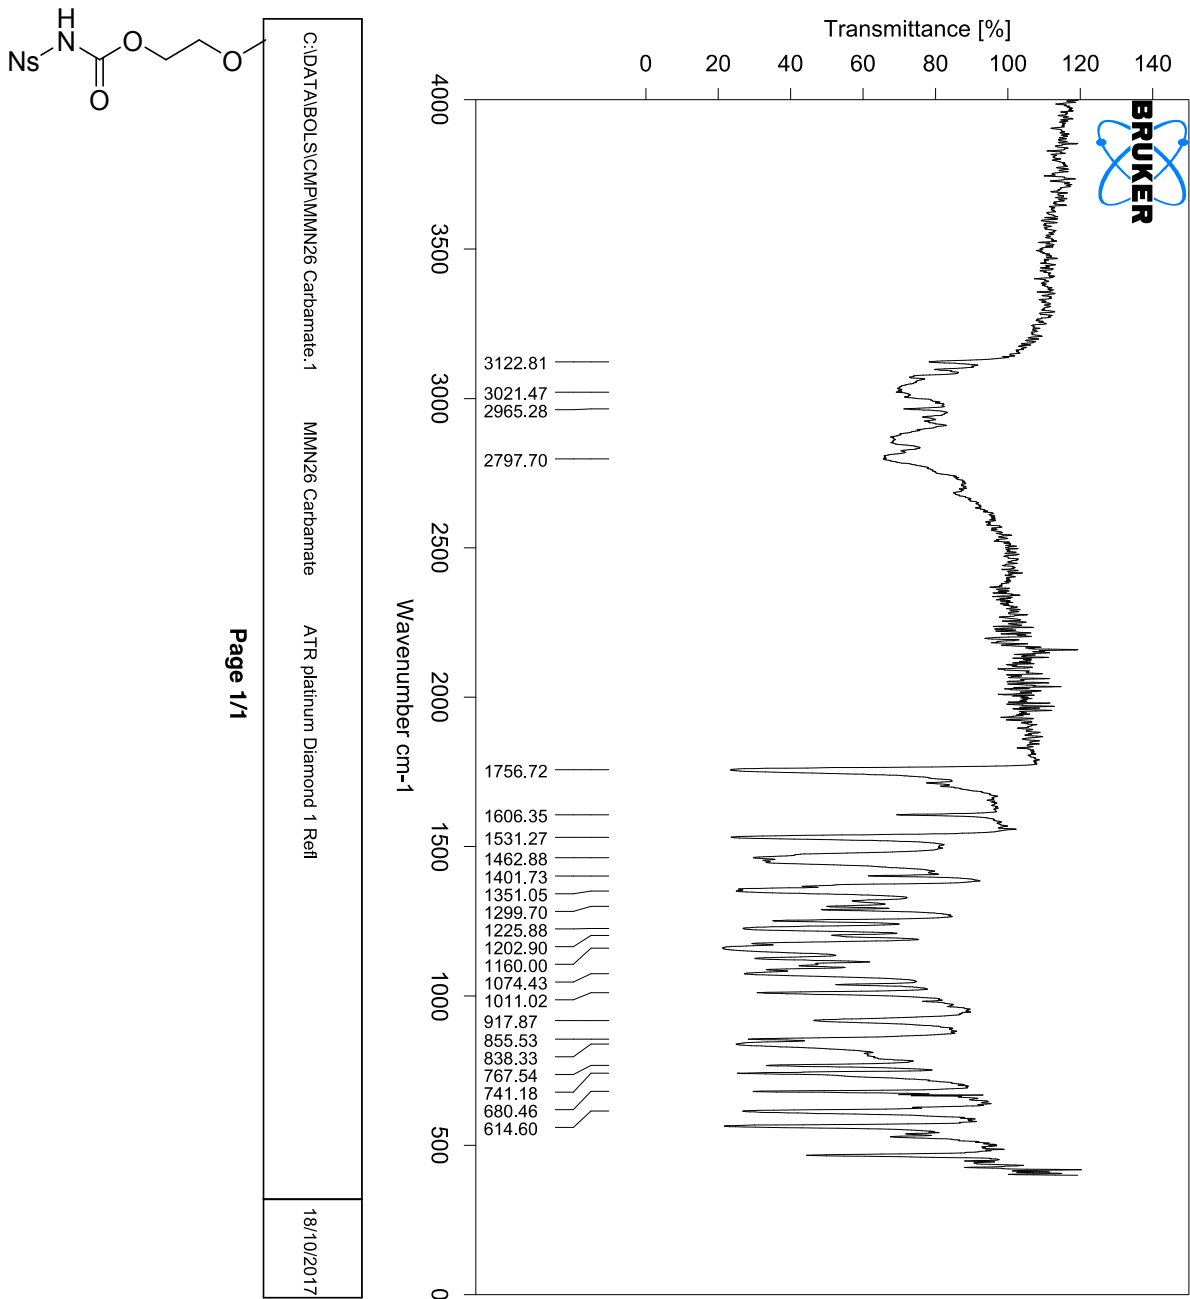 H
N
Ns
O
O
O
Transmittance [%]
0 20 40 60 80 100 120 140
BRUKER
4000
3500
3000
2500
2000
1500
1000
500
0
Wavenumber cm-1
3122.81
3021.47
2965.28
2797.70
1756.72
1606.35
1531.27
1462.88
1401.73
1351.05
1299.70
1225.88
1202.90
1160.00
1074.43
1011.02
917.87
855.53
838.33
767.54
741.18
680.46
614.60
C:\DATA\BOLS\CMP\MMN26 Carbamate.1 MMN26 Carbamate ATR platinum Diamond 1 Refl 18/10/2017
Page 1/1